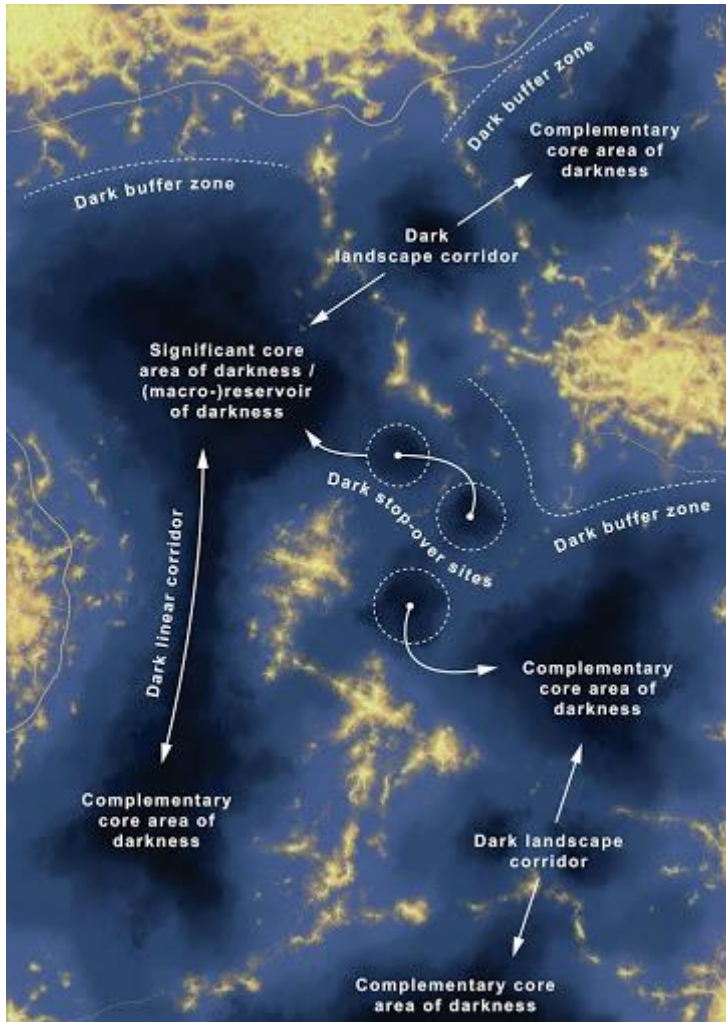 Dark buffer zone
Complementary
core area of
darkness
Dark buffer zone
Dark
landscape corridor
Significant core
area of darkness /
(macro-)reservoir
of darkness
Dark stop-over sites
Dark buffer zone
Dark linear corridor
Complementary
core area of
darkness
Complementary
core area of
darkness
Dark landscape
corridor
Complementary core
area of darkness